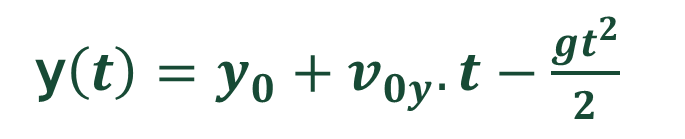 y(t) = y₀ + v₀y.t − gt²/2